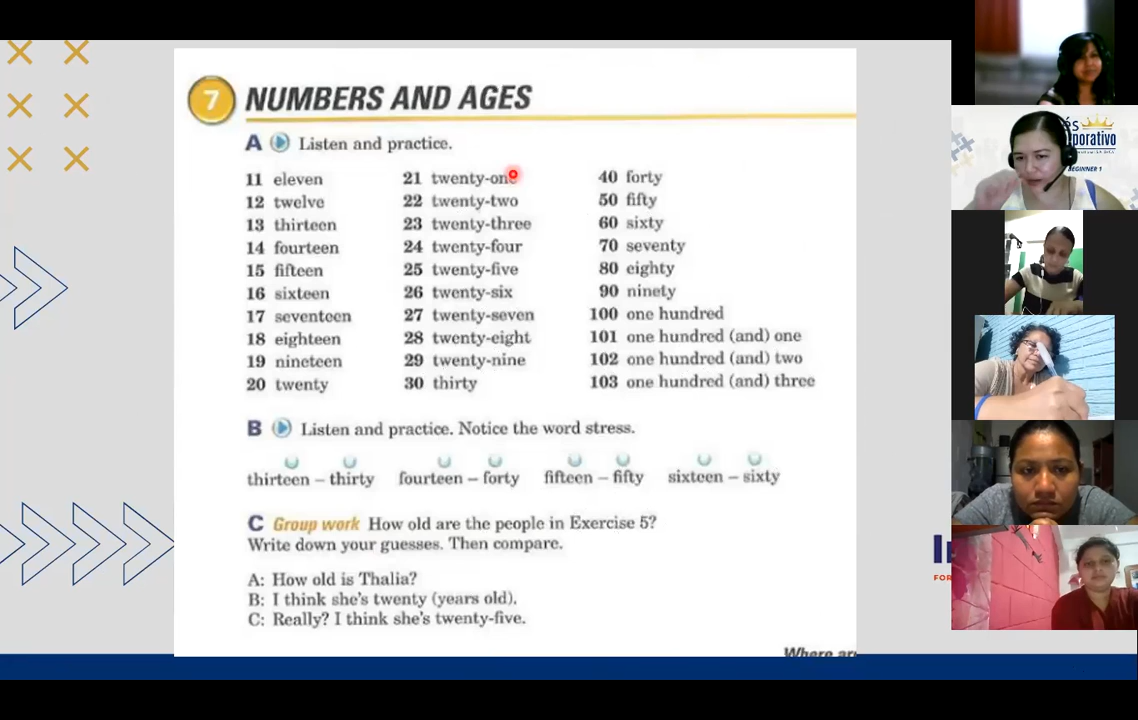 7 NUMBERS AND AGES
A Listen and practice.
11 eleven
12 twelve
13 thirteen
14 fourteen
15 fifteen
16 sixteen
17 seventeen
18 eighteen
19 nineteen
20 twenty
21 twenty-one
22 twenty-two
23 twenty-three
24 twenty-four
25 twenty-five
26 twenty-six
27 twenty-seven
28 twenty-eight
29 twenty-nine
30 thirty
40 forty
50 fifty
60 sixty
70 seventy
80 eighty
90 ninety
100 one hundred
101 one hundred (and) one
102 one hundred (and) two
103 one hundred (and) three
B Listen and practice. Notice the word stress.
thirteen – thirty fourteen – forty fifteen – fifty sixteen – sixty
C Group work How old are the people in Exercise 5?
Write down your guesses. Then compare.
A: How old is Thalia?
B: I think she's twenty (years old).
C: Really? I think she's twenty-five.
Where
FOR
BEGINNER 1